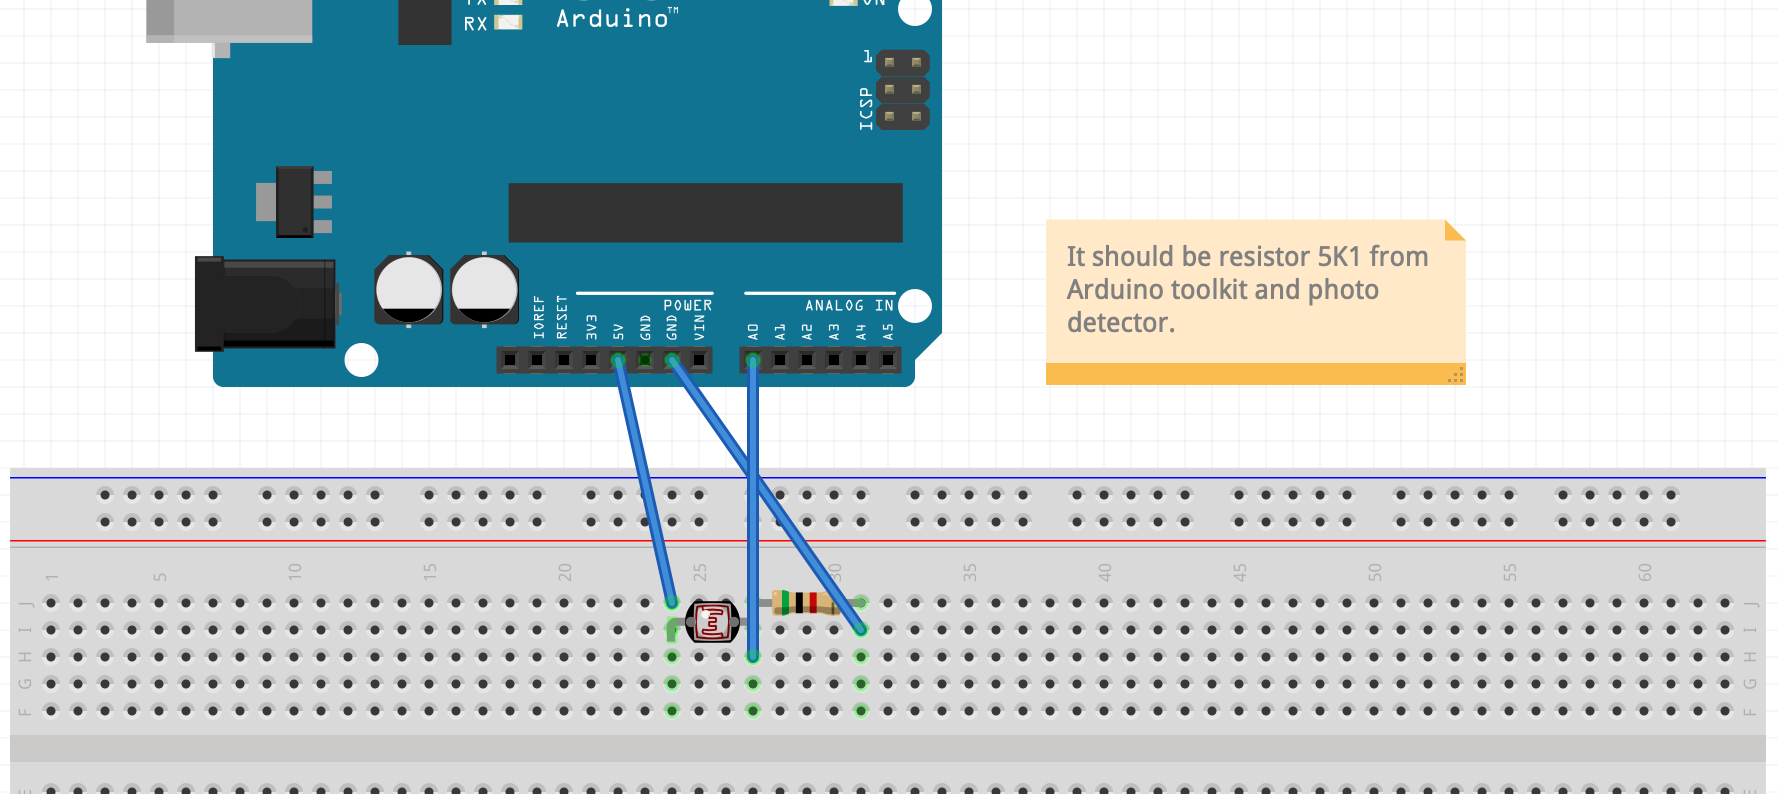 Arduino™
RX
1
ICSP
POWER
ANALOG IN
IOREF
RESET
3V3
5V
GND
GND
VIN
A0
A1
A2
A3
A4
A5
It should be resistor 5K1 from
Arduino toolkit and photo
detector.
1 5 10 15 20 25 30 35 40 45 50 55 60
J J
I I
H H
G G
F F